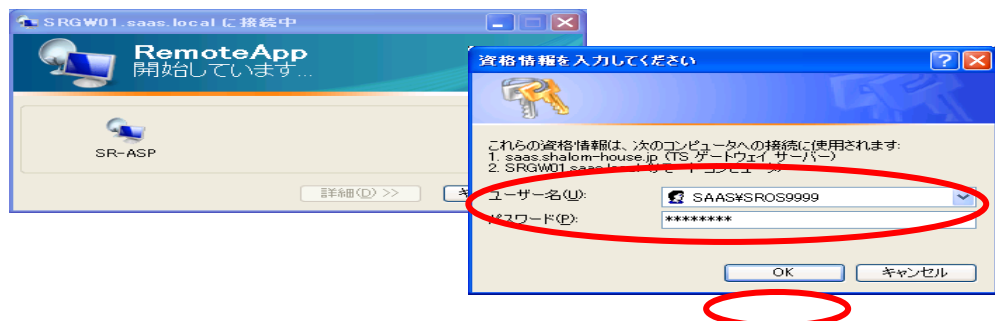 SRGW01.saas.local に接続中
RemoteApp
開始しています...
SR-ASP
詳細(D) >>
資格情報を入力してください
これらの資格情報は、次のコンピュータへの接続に使用されます:
1. saas.shalom-house.jp (TS ゲートウェイ サーバー)
2. SRGW01.saas.local
ユーザー名(U):
SAAS¥SROS9999
パスワード(P):
********
OK
キャンセル